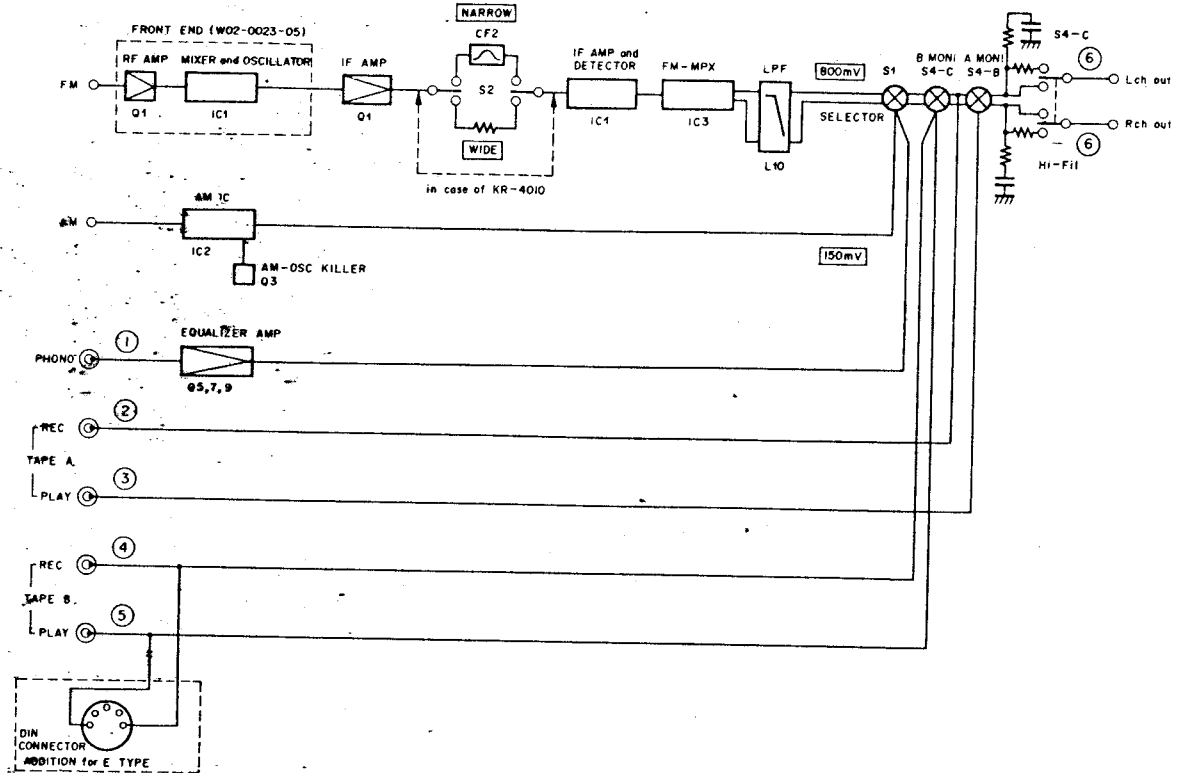 FRONT END (W02-0023-05)
RF AMP
MIXER and OSCILLATOR
FM
Q1
IC1
IF AMP
Q1
NARROW
CF2
S2
WIDE
in case of KR-4010
IF AMP and
DETECTOR
IC1
FM-MPX
IC3
LPF
L10
800mV
SELECTOR
S1
B MONI
S4-C
A MONI
S4-B
S4-C
6
Lch out
Rch out
6
Hi-Fil
AM IC
AM
IC2
AM-OSC KILLER
Q3
150mV
EQUALIZER AMP
PHONO
1
Q5,7,9
REC
2
TAPE A
PLAY
3
REC
4
TAPE B
PLAY
5
DIN
CONNECTOR
ADDITION for E TYPE